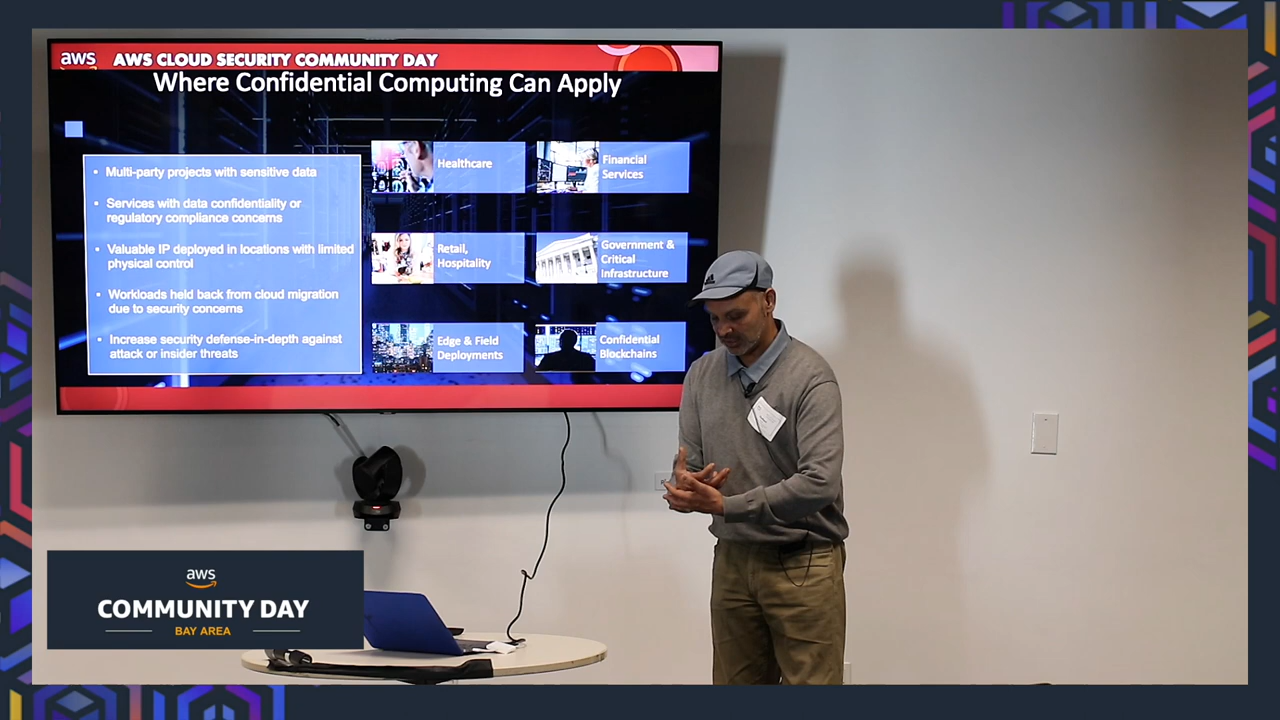 aws
AWS CLOUD SECURITY COMMUNITY DAY
Where Confidential Computing Can Apply
Multi-party projects with sensitive data
Services with data confidentiality or
regulatory compliance concerns
Valuable IP deployed in locations with limited
physical control
Workloads held back from cloud migration
due to security concerns
Increase security defense-in-depth against
attack or insider threats
Healthcare
Financial
Services
Retail,
Hospitality
Government &
Critical
Infrastructure
Edge & Field
Deployments
Confidential
Blockchains
aws
COMMUNITY DAY
BAY AREA